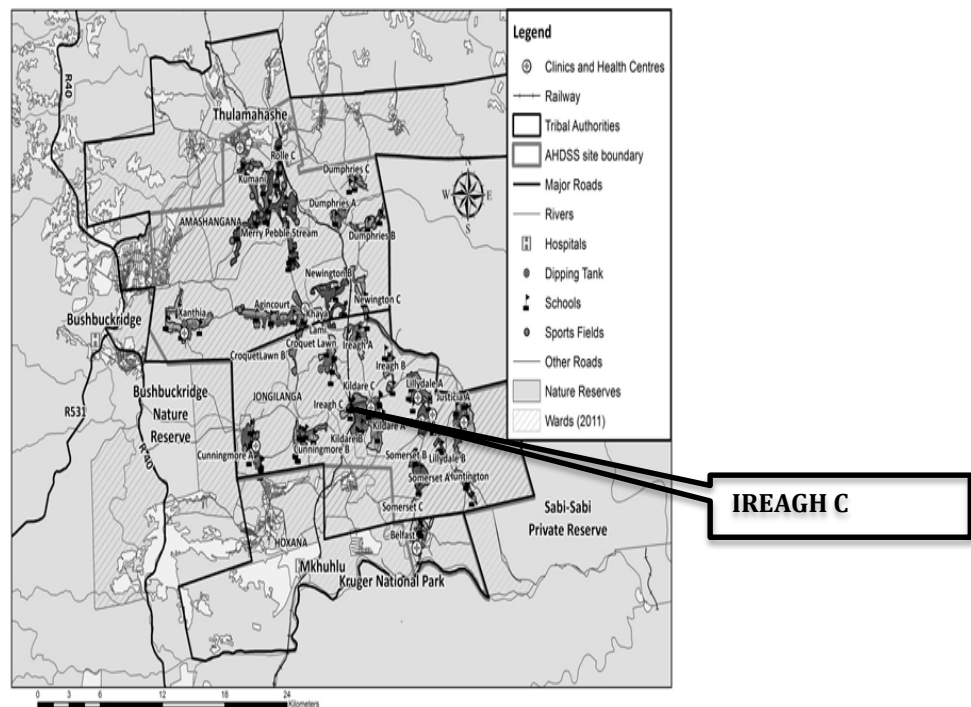 Legend
Clinics and Health Centres
Railway
Tribal Authorities
AHDSS site boundary
Major Roads
Rivers
Hospitals
Dipping Tank
Schools
Sports Fields
Other Roads
Nature Reserves
Wards (2011)
N
W
E
S
R40
Thulamahashe
Rolle C
Kumani
Dumphries C
Dumphries A
AMASHANGANA
Merry Pebble Stream
Dumphries B
Newington B
Newington C
Xanthia
Agincourt
Khaya
Lami
Bushbuckridge
Ireagh A
Croquet Lawn
CroquetLawn B
Ireagh B
Bushbuckridge
Nature
Reserve
Kildare C
Lillydale A
Justicia A
JONGILANGA
Ireagh C
R531
Kildare A
Kildare B
R40
Cunningmore A
Cunningmore B
Somerset B
Lillydale B
Somerset A
Huntington
IREAGH C
Somerset C
Sabi-Sabi
Private Reserve
HOXANA
Belfast
Mkhuhlu
Kruger National Park
0 3 6 12 18 24
Kilometers